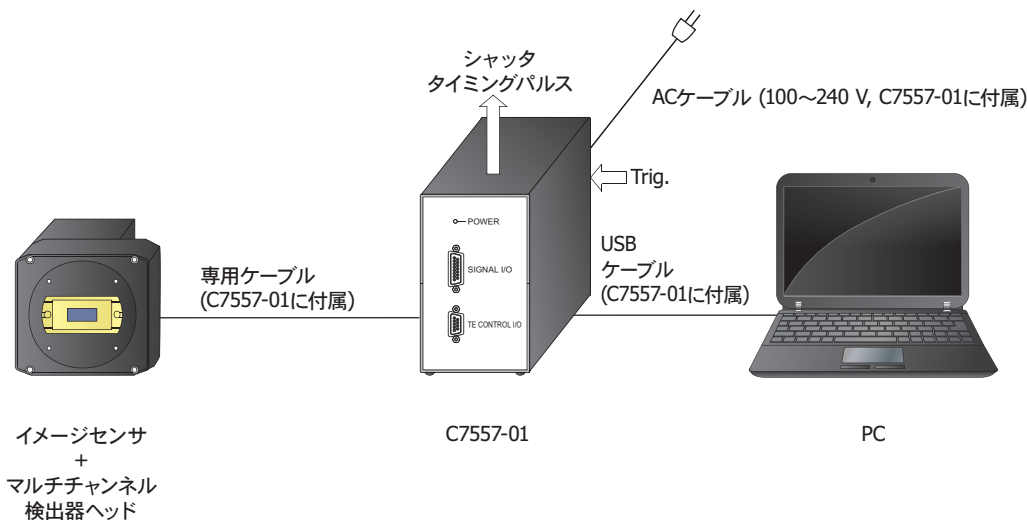 シャッタ
タイミングパルス
ACケーブル (100～240 V, C7557-01に付属)
Trig.
POWER
SIGNAL I/O
TE CONTROL I/O
専用ケーブル
(C7557-01に付属)
USB
ケーブル
(C7557-01に付属)
イメージセンサ
+
マルチチャンネル
検出器ヘッド
C7557-01
PC